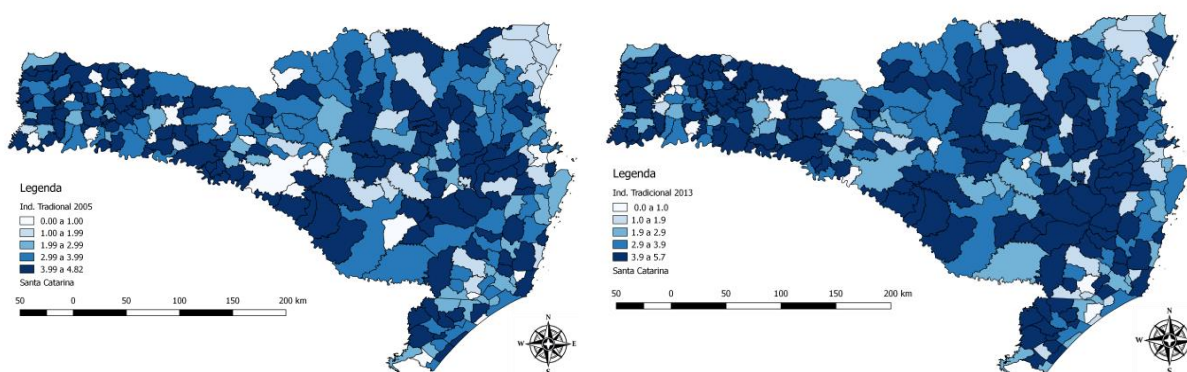 Legenda
Ind. Tradional 2005
0.00 a 1.00
1.00 a 1.99
1.99 a 2.99
2.99 a 3.99
3.99 a 4.82
Santa Catarina
50 0 50 100 150 200 km
N
W E
S
Legenda
Ind. Tradicional 2013
0.0 a 1.0
1.0 a 1.9
1.9 a 2.9
2.9 a 3.9
3.9 a 5.7
Santa Catarina
50 0 50 100 150 200 km
N
W E
S